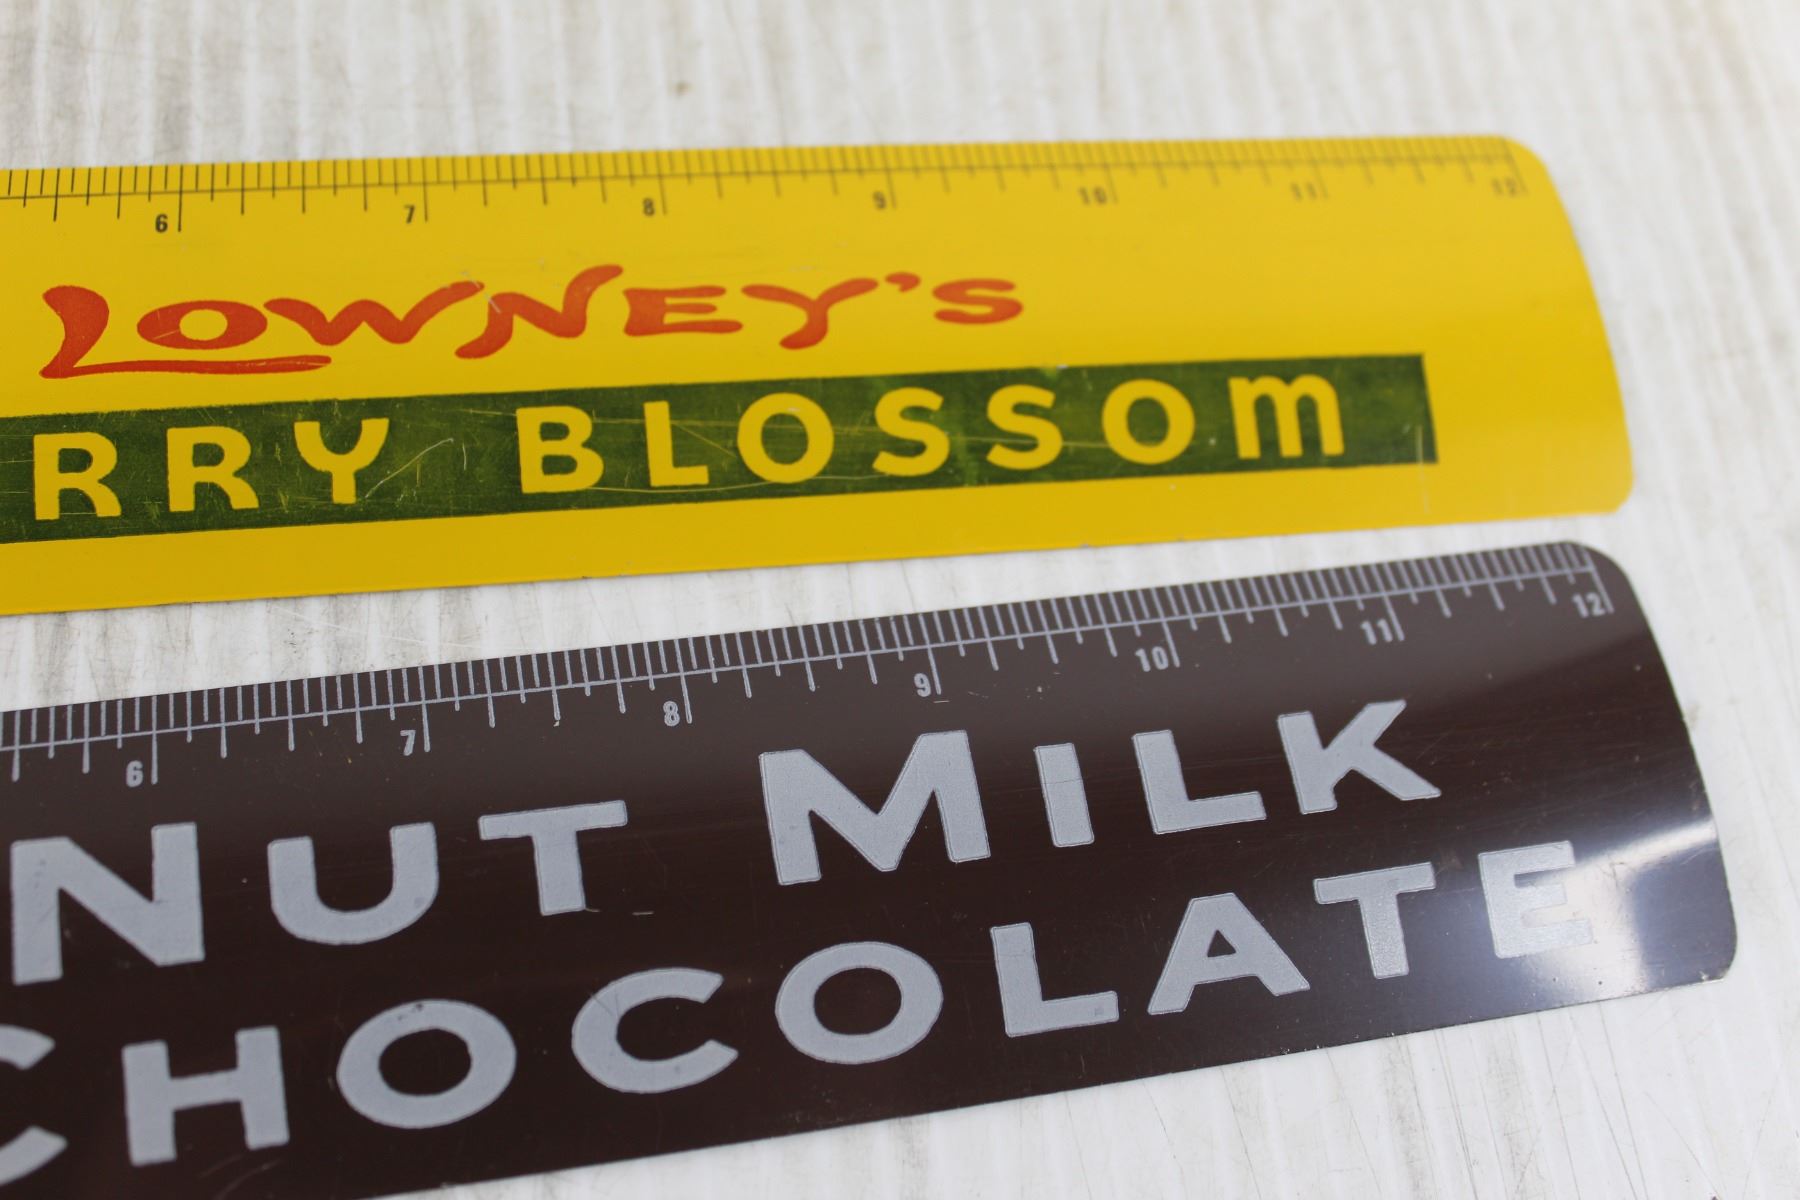 6 7 8 9 10 11 12
LOWNEY'S
RRY BLOSSOM
6 7 8 9 10 11 12
NUT MILK
CHOCOLATE